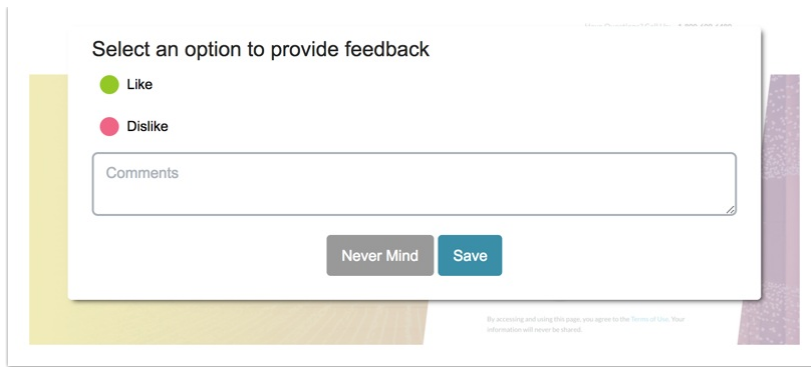 Select an option to provide feedback
Like
Dislike
Comments
Never Mind
Save
By accessing and using this page, you agree to the Terms of Use. Your
information will never be shared.